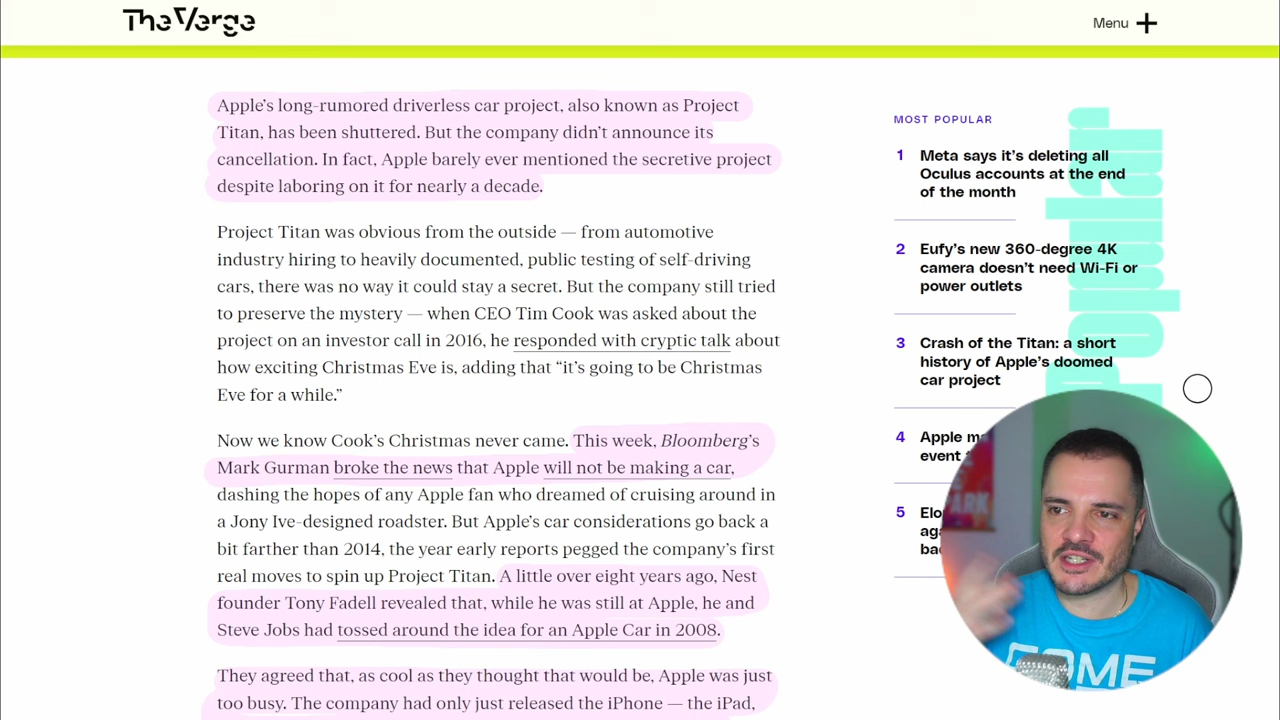 The Verge
Menu
Apple's long-rumored driverless car project, also known as Project
Titan, has been shuttered. But the company didn't announce its
cancellation. In fact, Apple barely ever mentioned the secretive project
despite laboring on it for nearly a decade.
Project Titan was obvious from the outside — from automotive
industry hiring to heavily documented, public testing of self-driving
cars, there was no way it could stay a secret. But the company still tried
to preserve the mystery — when CEO Tim Cook was asked about the
project on an investor call in 2016, he responded with cryptic talk about
how exciting Christmas Eve is, adding that “it's going to be Christmas
Eve for a while.”
Now we know Cook's Christmas never came. This week, Bloomberg's
Mark Gurman broke the news that Apple will not be making a car,
dashing the hopes of any Apple fan who dreamed of cruising around in
a Jony Ive-designed roadster. But Apple's car considerations go back a
bit farther than 2014, the year early reports pegged the company's first
real moves to spin up Project Titan. A little over eight years ago, Nest
founder Tony Fadell revealed that, while he was still at Apple, he and
Steve Jobs had tossed around the idea for an Apple Car in 2008.
They agreed that, as cool as they thought that would be, Apple was just
too busy. The company had only just released the iPhone — the iPad,
MOST POPULAR
1 Meta says it's deleting all
Oculus accounts at the end
of the month
2 Eufy's new 360-degree 4K
camera doesn't need Wi-Fi or
power outlets
3 Crash of the Titan: a short
history of Apple's doomed
car project
4 Apple
event
5